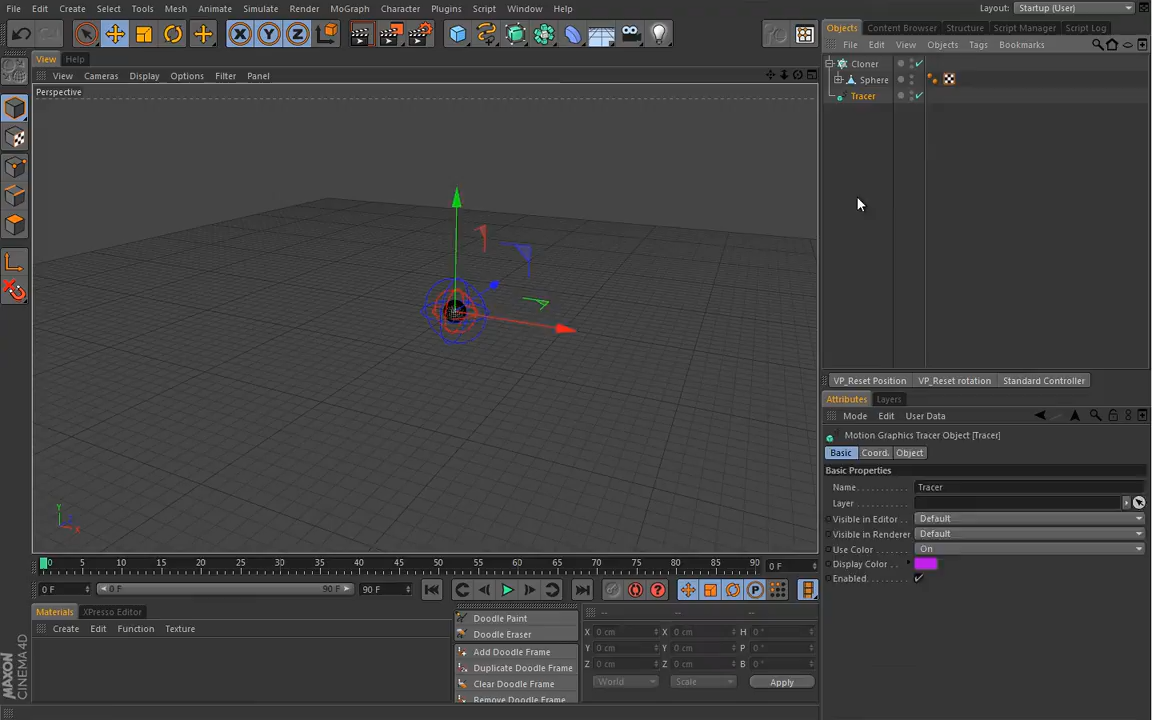 File Edit Create Select Tools Mesh Animate Simulate Render MoGraph Character Plugins Script Window Help Layout: Startup (User)
X Y Z P
Objects Content Browser Structure Script Manager Script Log
File Edit View Objects Tags Bookmarks
View Help
View Cameras Display Options Filter Panel
Perspective
Cloner
Sphere
Tracer
Y
X
VP_Reset Position VP_Reset rotation Standard Controller
Attributes Layers
Mode Edit User Data
Motion Graphics Tracer Object [Tracer]
Basic Coord. Object
Basic Properties
Name Tracer
Layer
Visible in Editor Default
Visible in Renderer Default
Use Color On
Display Color
Enabled
0 5 10 15 20 25 30 35 40 45 50 55 60 65 70 75 80 85 90 0 F
0 F 0 F 90 F 90 F
Materials XPresso Editor
Create Edit Function Texture
Doodle Paint
Doodle Eraser
Add Doodle Frame
Duplicate Doodle Frame
Clear Doodle Frame
Remove Doodle Frame
-- -- --
X 0 cm X 0 cm H 0 °
Y 0 cm Y 0 cm P 0 °
Z 0 cm Z 0 cm B 0 °
World Scale Apply
MAXON
CINEMA 4D